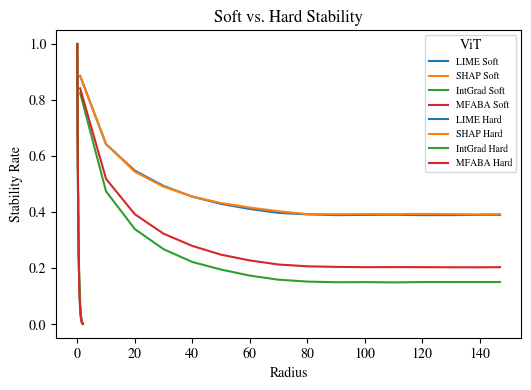 Soft vs. Hard Stability
Stability Rate
1.0
0.8
0.6
0.4
0.2
0.0
0
20
40
60
80
100
120
140
Radius
ViT
LIME Soft
SHAP Soft
IntGrad Soft
MFABA Soft
LIME Hard
SHAP Hard
IntGrad Hard
MFABA Hard